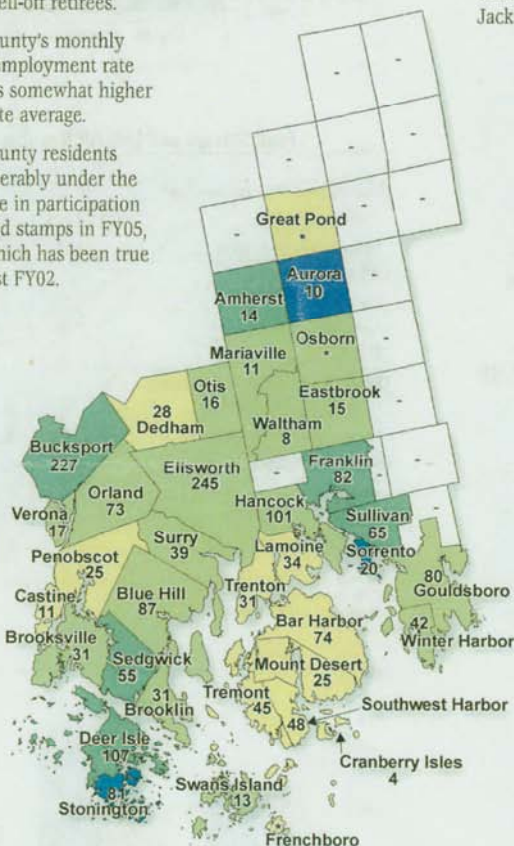 ell-off retirees.
unty's monthly
employment rate
s somewhat higher
te average.
unty residents
lerably under the
e in participation
d stamps in FY05,
hich has been true
st FY02.
Jack
-
-
-
-
-
-
-
Great Pond
*
-
Aurora
10
-
Amherst
14
Osborn
*
-
Mariaville
11
Otis
16
Eastbrook
15
-
28
Dedham
Waltham
8
Bucksport
227
Ellsworth
245
-
Franklin
82
-
-
Orland
73
Hancock
101
Sullivan
65
-
Verona
17
Surry
39
Lamoine
34
Sorrento
20
Penobscot
25
80
Gouldsboro
Castine
11
Blue Hill
87
Trenton
31
Bar Harbor
74
42
Winter Harbor
Brooksville
31
Sedgwick
55
Mount Desert
25
31
Brooklin
Tremont
45
48
Southwest Harbor
Deer Isle
107
Cranberry Isles
4
81
Stonington
Swans Island
13
*
Frenchboro